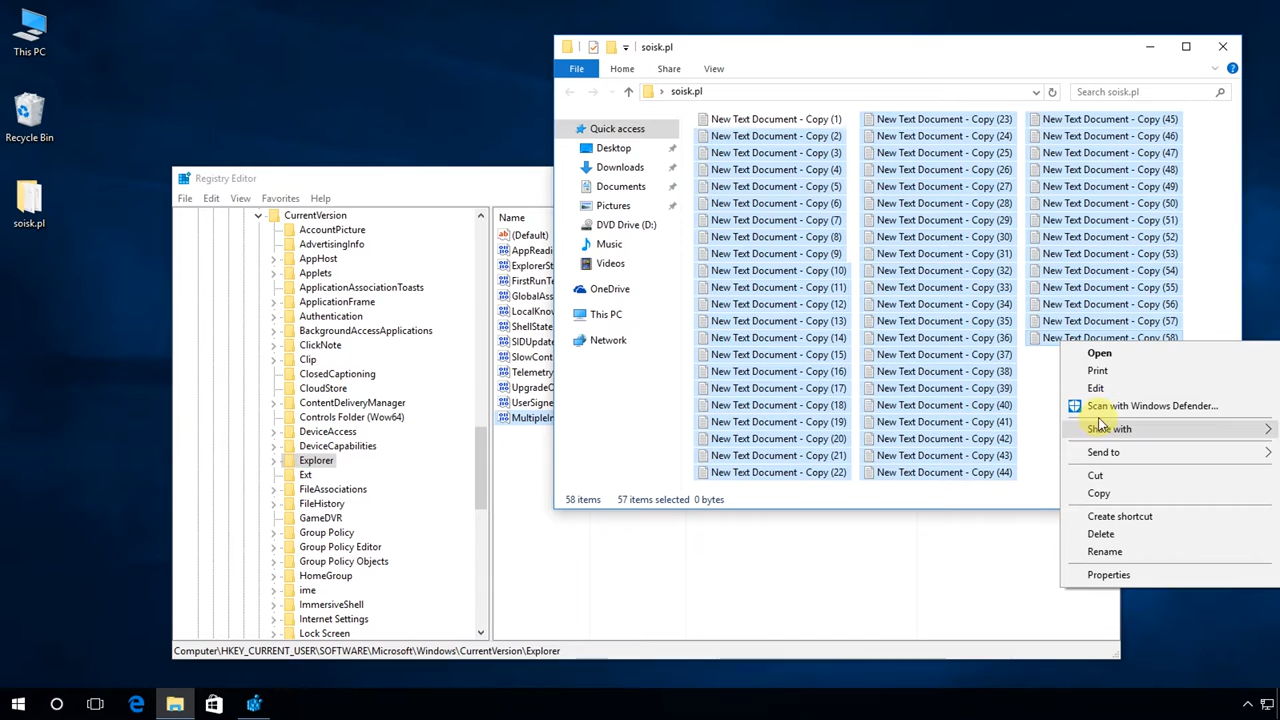 This PC
Recycle Bin
soisk.pl
Registry Editor
File Edit View Favorites Help
CurrentVersion
AccountPicture
AdvertisingInfo
AppHost
Applets
ApplicationAssociationToasts
ApplicationFrame
Authentication
BackgroundAccessApplications
ClickNote
Clip
ClosedCaptioning
CloudStore
ContentDeliveryManager
Controls Folder (Wow64)
DeviceAccess
DeviceCapabilities
Explorer
Ext
FileAssociations
FileHistory
GameDVR
Group Policy
Group Policy Editor
Group Policy Objects
HomeGroup
ime
ImmersiveShell
Internet Settings
Lock Screen
Name
(Default)
AppReadi
ExplorerSt
FirstRunTe
GlobalAss
LocalKnow
ShellState
SIDUpdat
SlowCont
Telemetry
UpgradeO
UserSigne
MultipleIn
Computer\HKEY_CURRENT_USER\SOFTWARE\Microsoft\Windows\CurrentVersion\Explorer
soisk.pl
File Home Share View
soisk.pl
Search soisk.pl
Quick access
Desktop
Downloads
Documents
Pictures
DVD Drive (D:)
Music
Videos
OneDrive
This PC
Network
New Text Document - Copy (1)
New Text Document - Copy (2)
New Text Document - Copy (3)
New Text Document - Copy (4)
New Text Document - Copy (5)
New Text Document - Copy (6)
New Text Document - Copy (7)
New Text Document - Copy (8)
New Text Document - Copy (9)
New Text Document - Copy (10)
New Text Document - Copy (11)
New Text Document - Copy (12)
New Text Document - Copy (13)
New Text Document - Copy (14)
New Text Document - Copy (15)
New Text Document - Copy (16)
New Text Document - Copy (17)
New Text Document - Copy (18)
New Text Document - Copy (19)
New Text Document - Copy (20)
New Text Document - Copy (21)
New Text Document - Copy (22)
New Text Document - Copy (23)
New Text Document - Copy (24)
New Text Document - Copy (25)
New Text Document - Copy (26)
New Text Document - Copy (27)
New Text Document - Copy (28)
New Text Document - Copy (29)
New Text Document - Copy (30)
New Text Document - Copy (31)
New Text Document - Copy (32)
New Text Document - Copy (33)
New Text Document - Copy (34)
New Text Document - Copy (35)
New Text Document - Copy (36)
New Text Document - Copy (37)
New Text Document - Copy (38)
New Text Document - Copy (39)
New Text Document - Copy (40)
New Text Document - Copy (41)
New Text Document - Copy (42)
New Text Document - Copy (43)
New Text Document - Copy (44)
New Text Document - Copy (45)
New Text Document - Copy (46)
New Text Document - Copy (47)
New Text Document - Copy (48)
New Text Document - Copy (49)
New Text Document - Copy (50)
New Text Document - Copy (51)
New Text Document - Copy (52)
New Text Document - Copy (53)
New Text Document - Copy (54)
New Text Document - Copy (55)
New Text Document - Copy (56)
New Text Document - Copy (57)
New Text Document - Copy (58)
58 items 57 items selected 0 bytes
Open
Print
Edit
Scan with Windows Defender...
Share with
Send to
Cut
Copy
Create shortcut
Delete
Rename
Properties